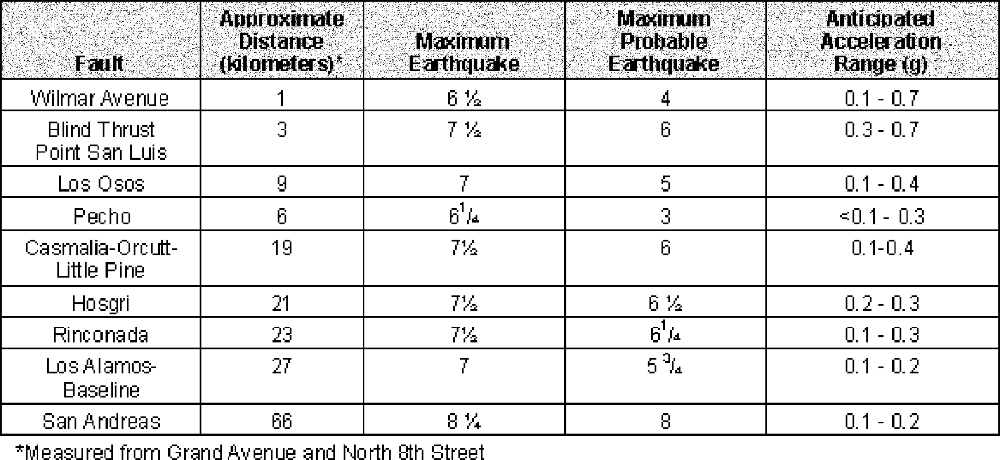 Fault
Approximate
Distance
(kilometers)*
Maximum
Earthquake
Maximum
Probable
Earthquake
Anticipated
Acceleration
Range (g)
Wilmar Avenue 1 6 ½ 4 0.1 - 0.7
Blind Thrust 3 7 ½ 6 0.3 - 0.7
Point San Luis
Los Osos 9 7 5 0.1 - 0.4
Pecho 6 6 1/4 3 <0.1 - 0.3
Casmalia-Orcutt- 19 7½ 6 0.1-0.4
Little Pine
Hosgri 21 7½ 6 ½ 0.2 - 0.3
Rinconada 23 7½ 6 1/4 0.1 - 0.3
Los Alamos- 27 7 5 3/4 0.1 - 0.2
Baseline
San Andreas 66 8 ¼ 8 0.1 - 0.2
*Measured from Grand Avenue and North 8th Street